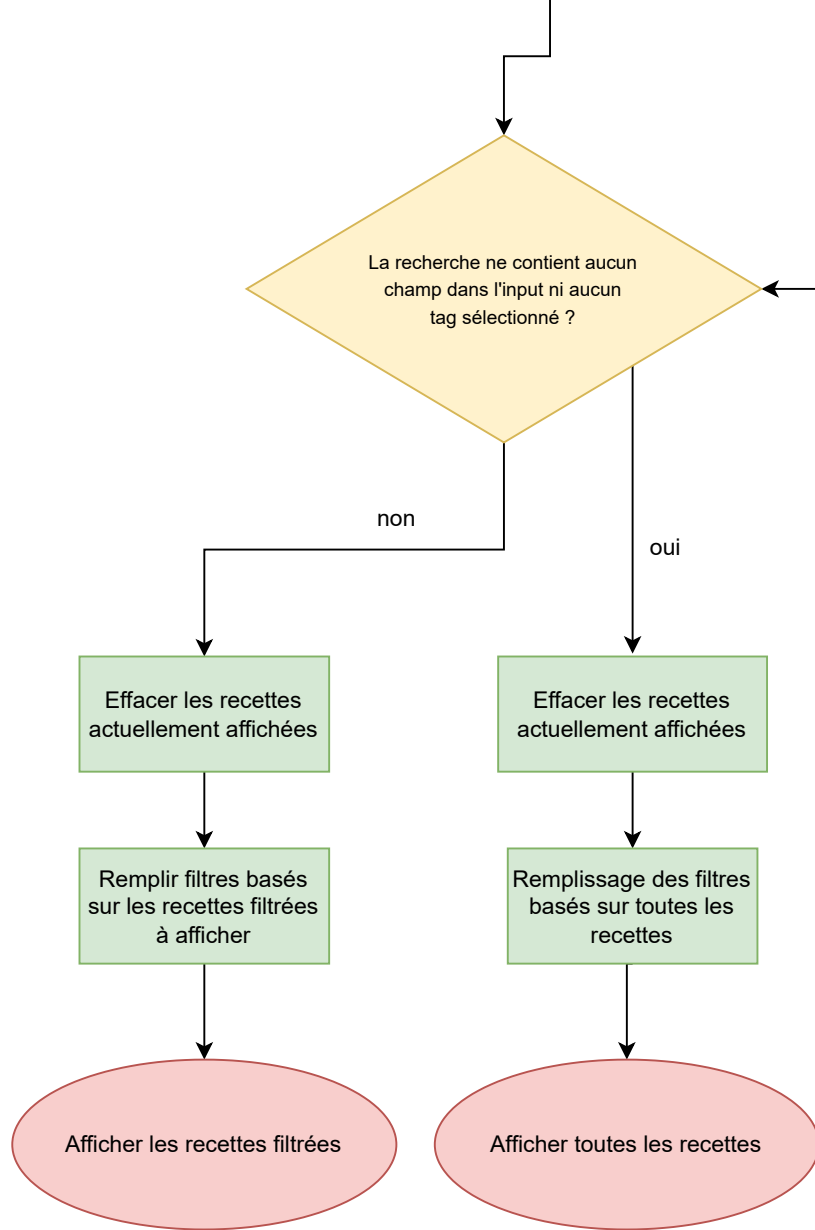 La recherche ne contient aucun
champ dans l'input ni aucun
tag sélectionné ?
non
oui
Effacer les recettes
actuellement affichées
Effacer les recettes
actuellement affichées
Remplir filtres basés
sur les recettes filtrées
à afficher
Remplissage des filtres
basés sur toutes les
recettes
Afficher les recettes filtrées
Afficher toutes les recettes